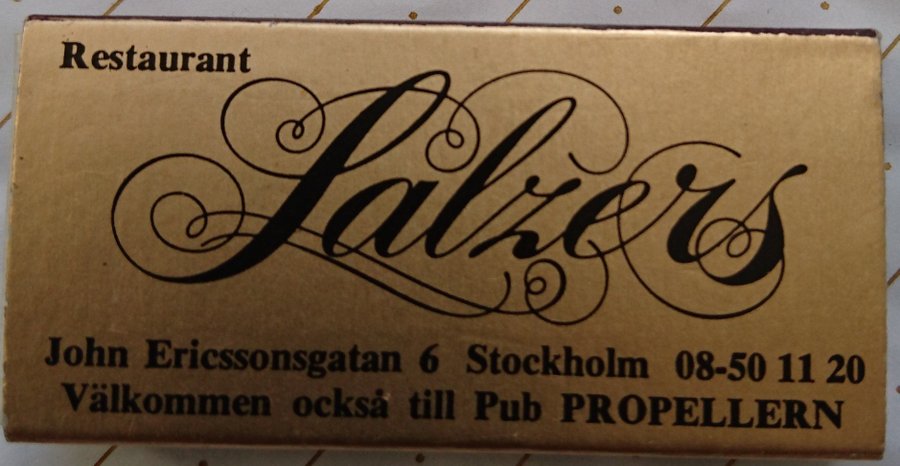 Restaurant
Salzers
John Ericssonsgatan 6 Stockholm 08-50 11 20
Välkommen också till Pub PROPELLERN